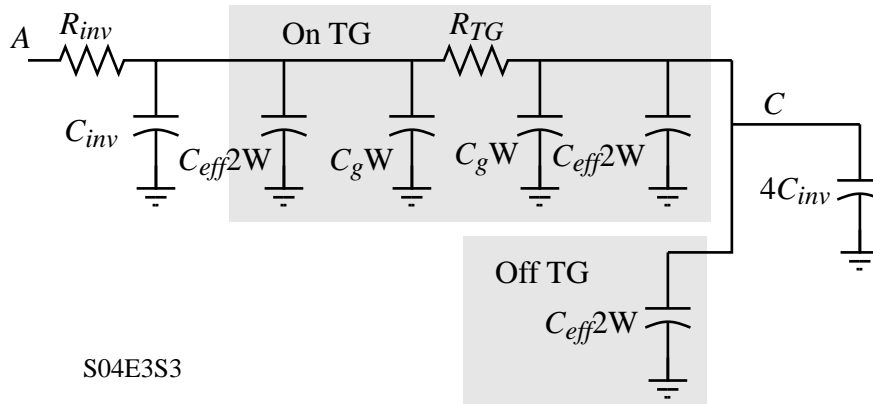 A
R_inv
On TG
R_TG
C_inv
C_eff2W
C_gW
C_gW
C_eff2W
C
4C_inv
Off TG
C_eff2W
S04E3S3